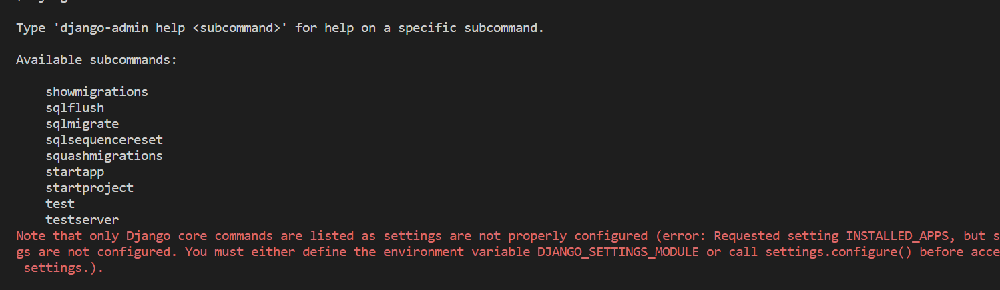 Type 'django-admin help <subcommand>' for help on a specific subcommand.
Available subcommands:
showmigrations
sqlflush
sqlmigrate
sqlsequencereset
squashmigrations
startapp
startproject
test
testserver
Note that only Django core commands are listed as settings are not properly configured (error: Requested setting INSTALLED_APPS, but s
gs are not configured. You must either define the environment variable DJANGO_SETTINGS_MODULE or call settings.configure() before acce
settings.).